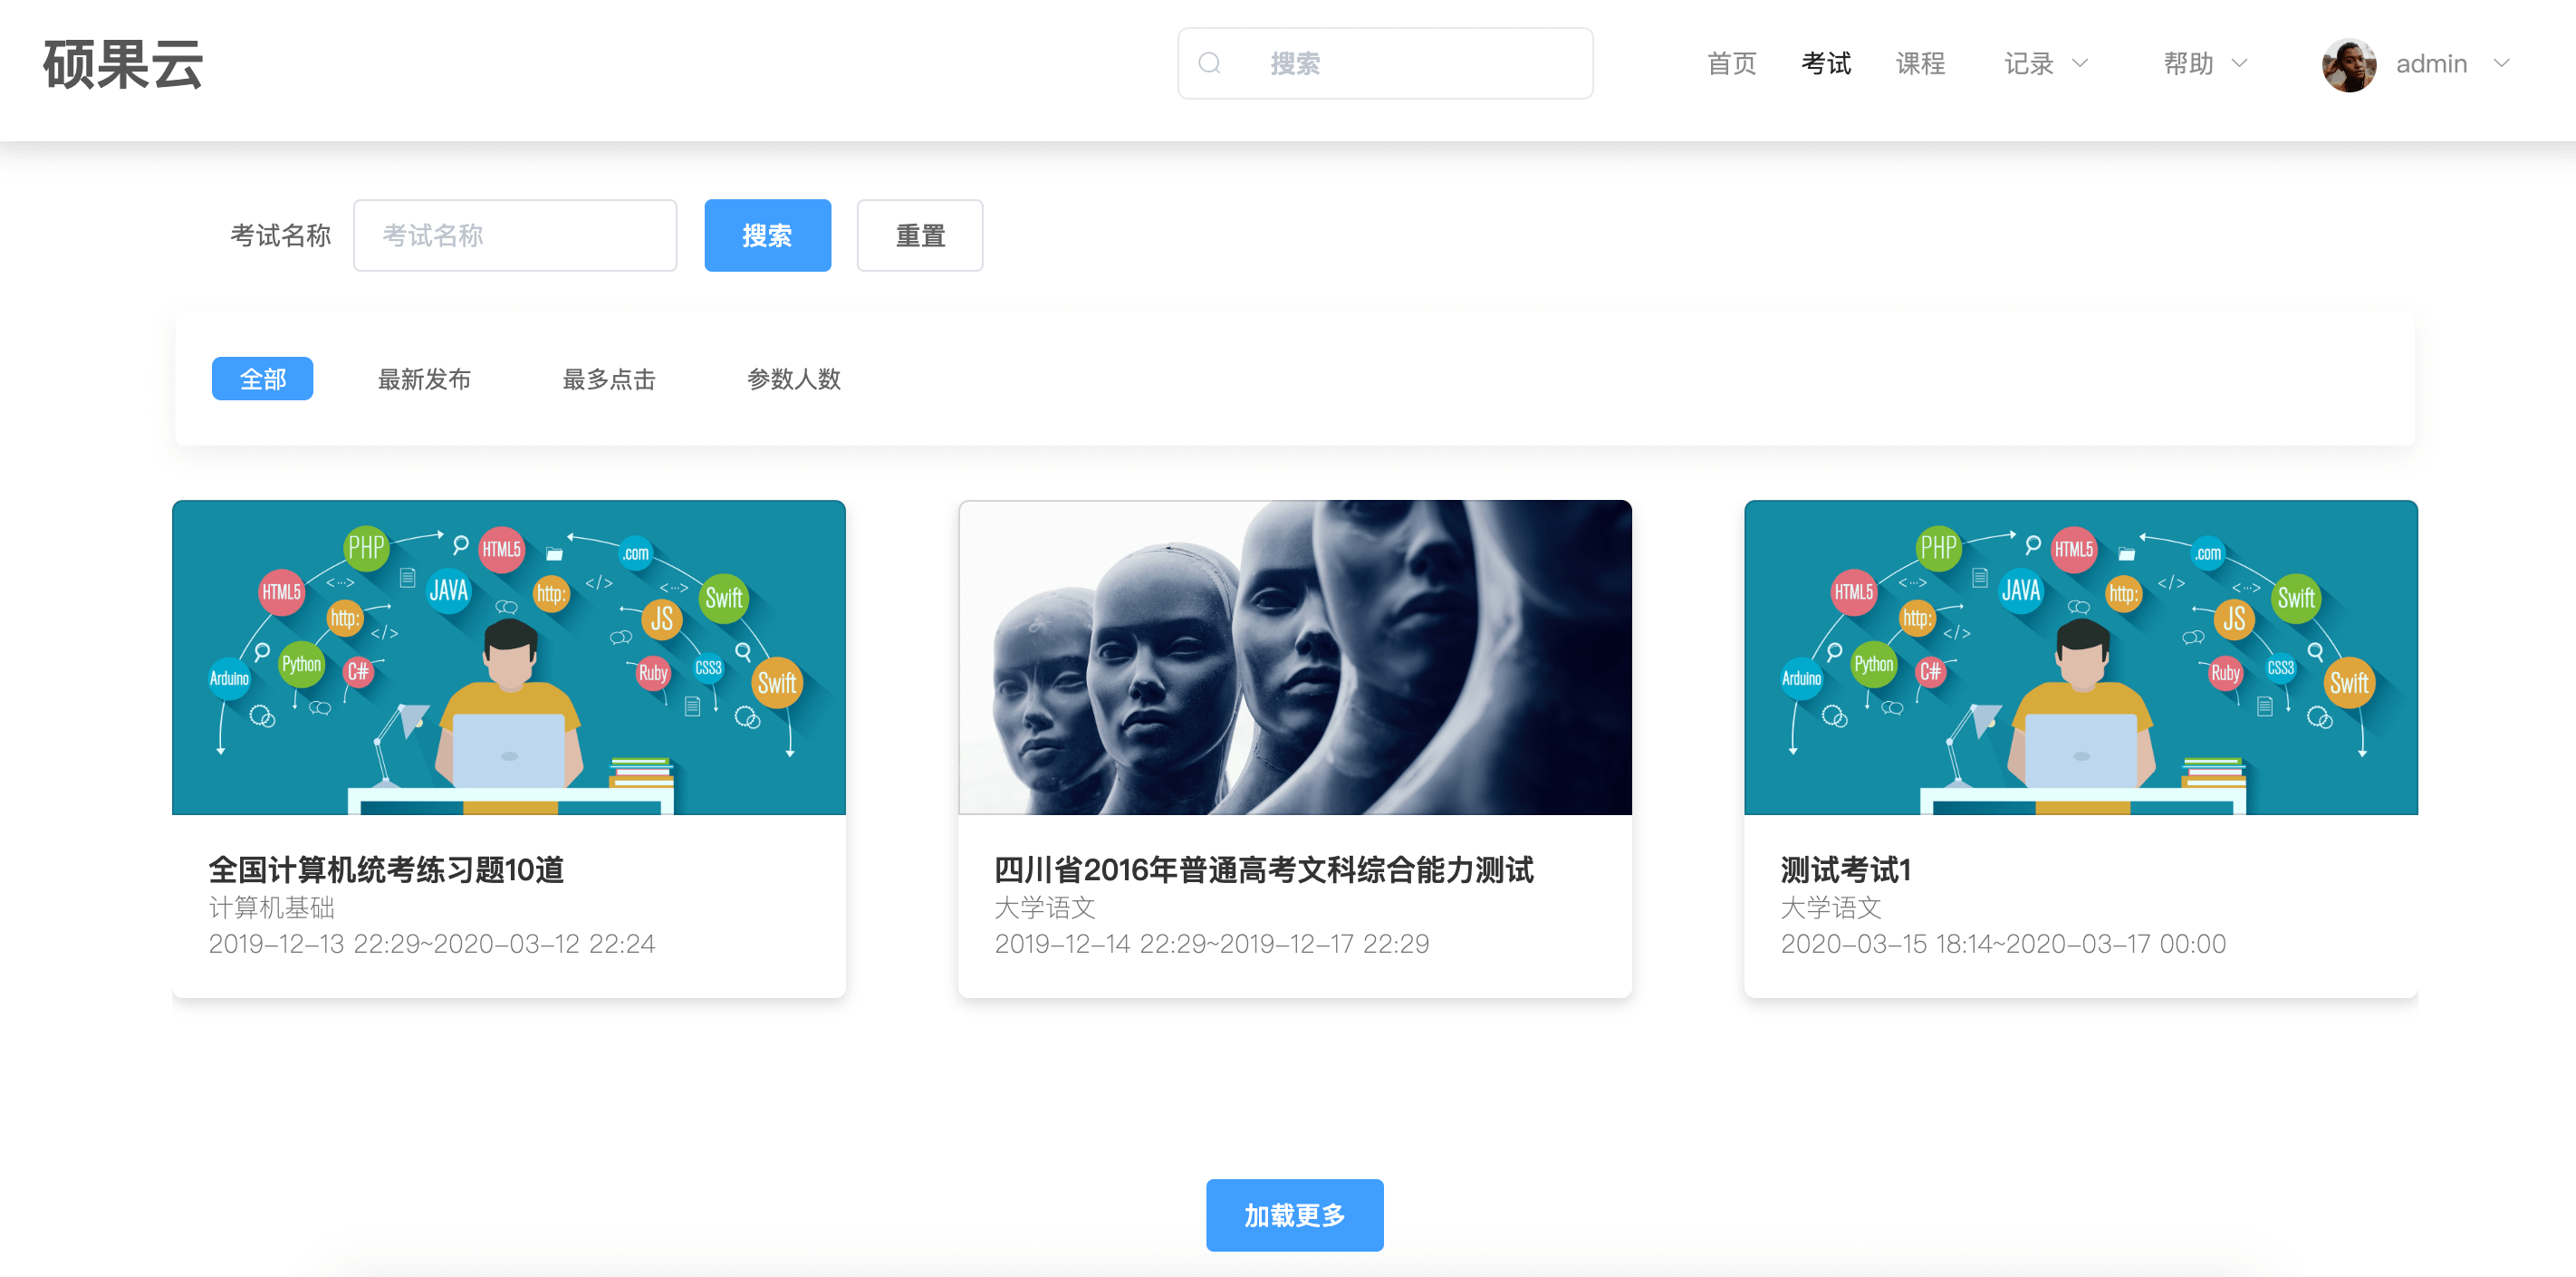 硕果云
搜索
首页 考试 课程 记录 帮助 admin
考试名称 考试名称 搜索 重置
全部 最新发布 最多点击 参数人数
PHP HTML5 .com
HTML5 JAVA http: Swift
http: JS
Python C# Ruby CSS3
Arduino Swift
PHP HTML5 .com
HTML5 JAVA http: Swift
http: JS
Python C# Ruby CSS3
Arduino Swift
全国计算机统考练习题10道
计算机基础
2019-12-13 22:29~2020-03-12 22:24
四川省2016年普通高考文科综合能力测试
大学语文
2019-12-14 22:29~2019-12-17 22:29
测试考试1
大学语文
2020-03-15 18:14~2020-03-17 00:00
加载更多